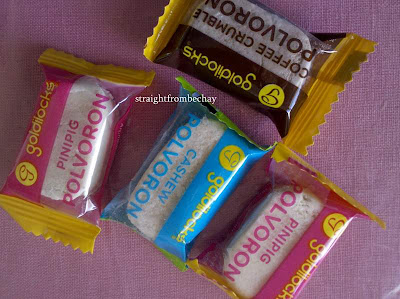 COFFEE CRUMBLE
POLVORON
goldilocks
straightfrombechay
goldilocks
PINIPIG
POLVORON
CASHEW
POLVORON
goldilocks
PINIPIG
POLVORON
goldilocks